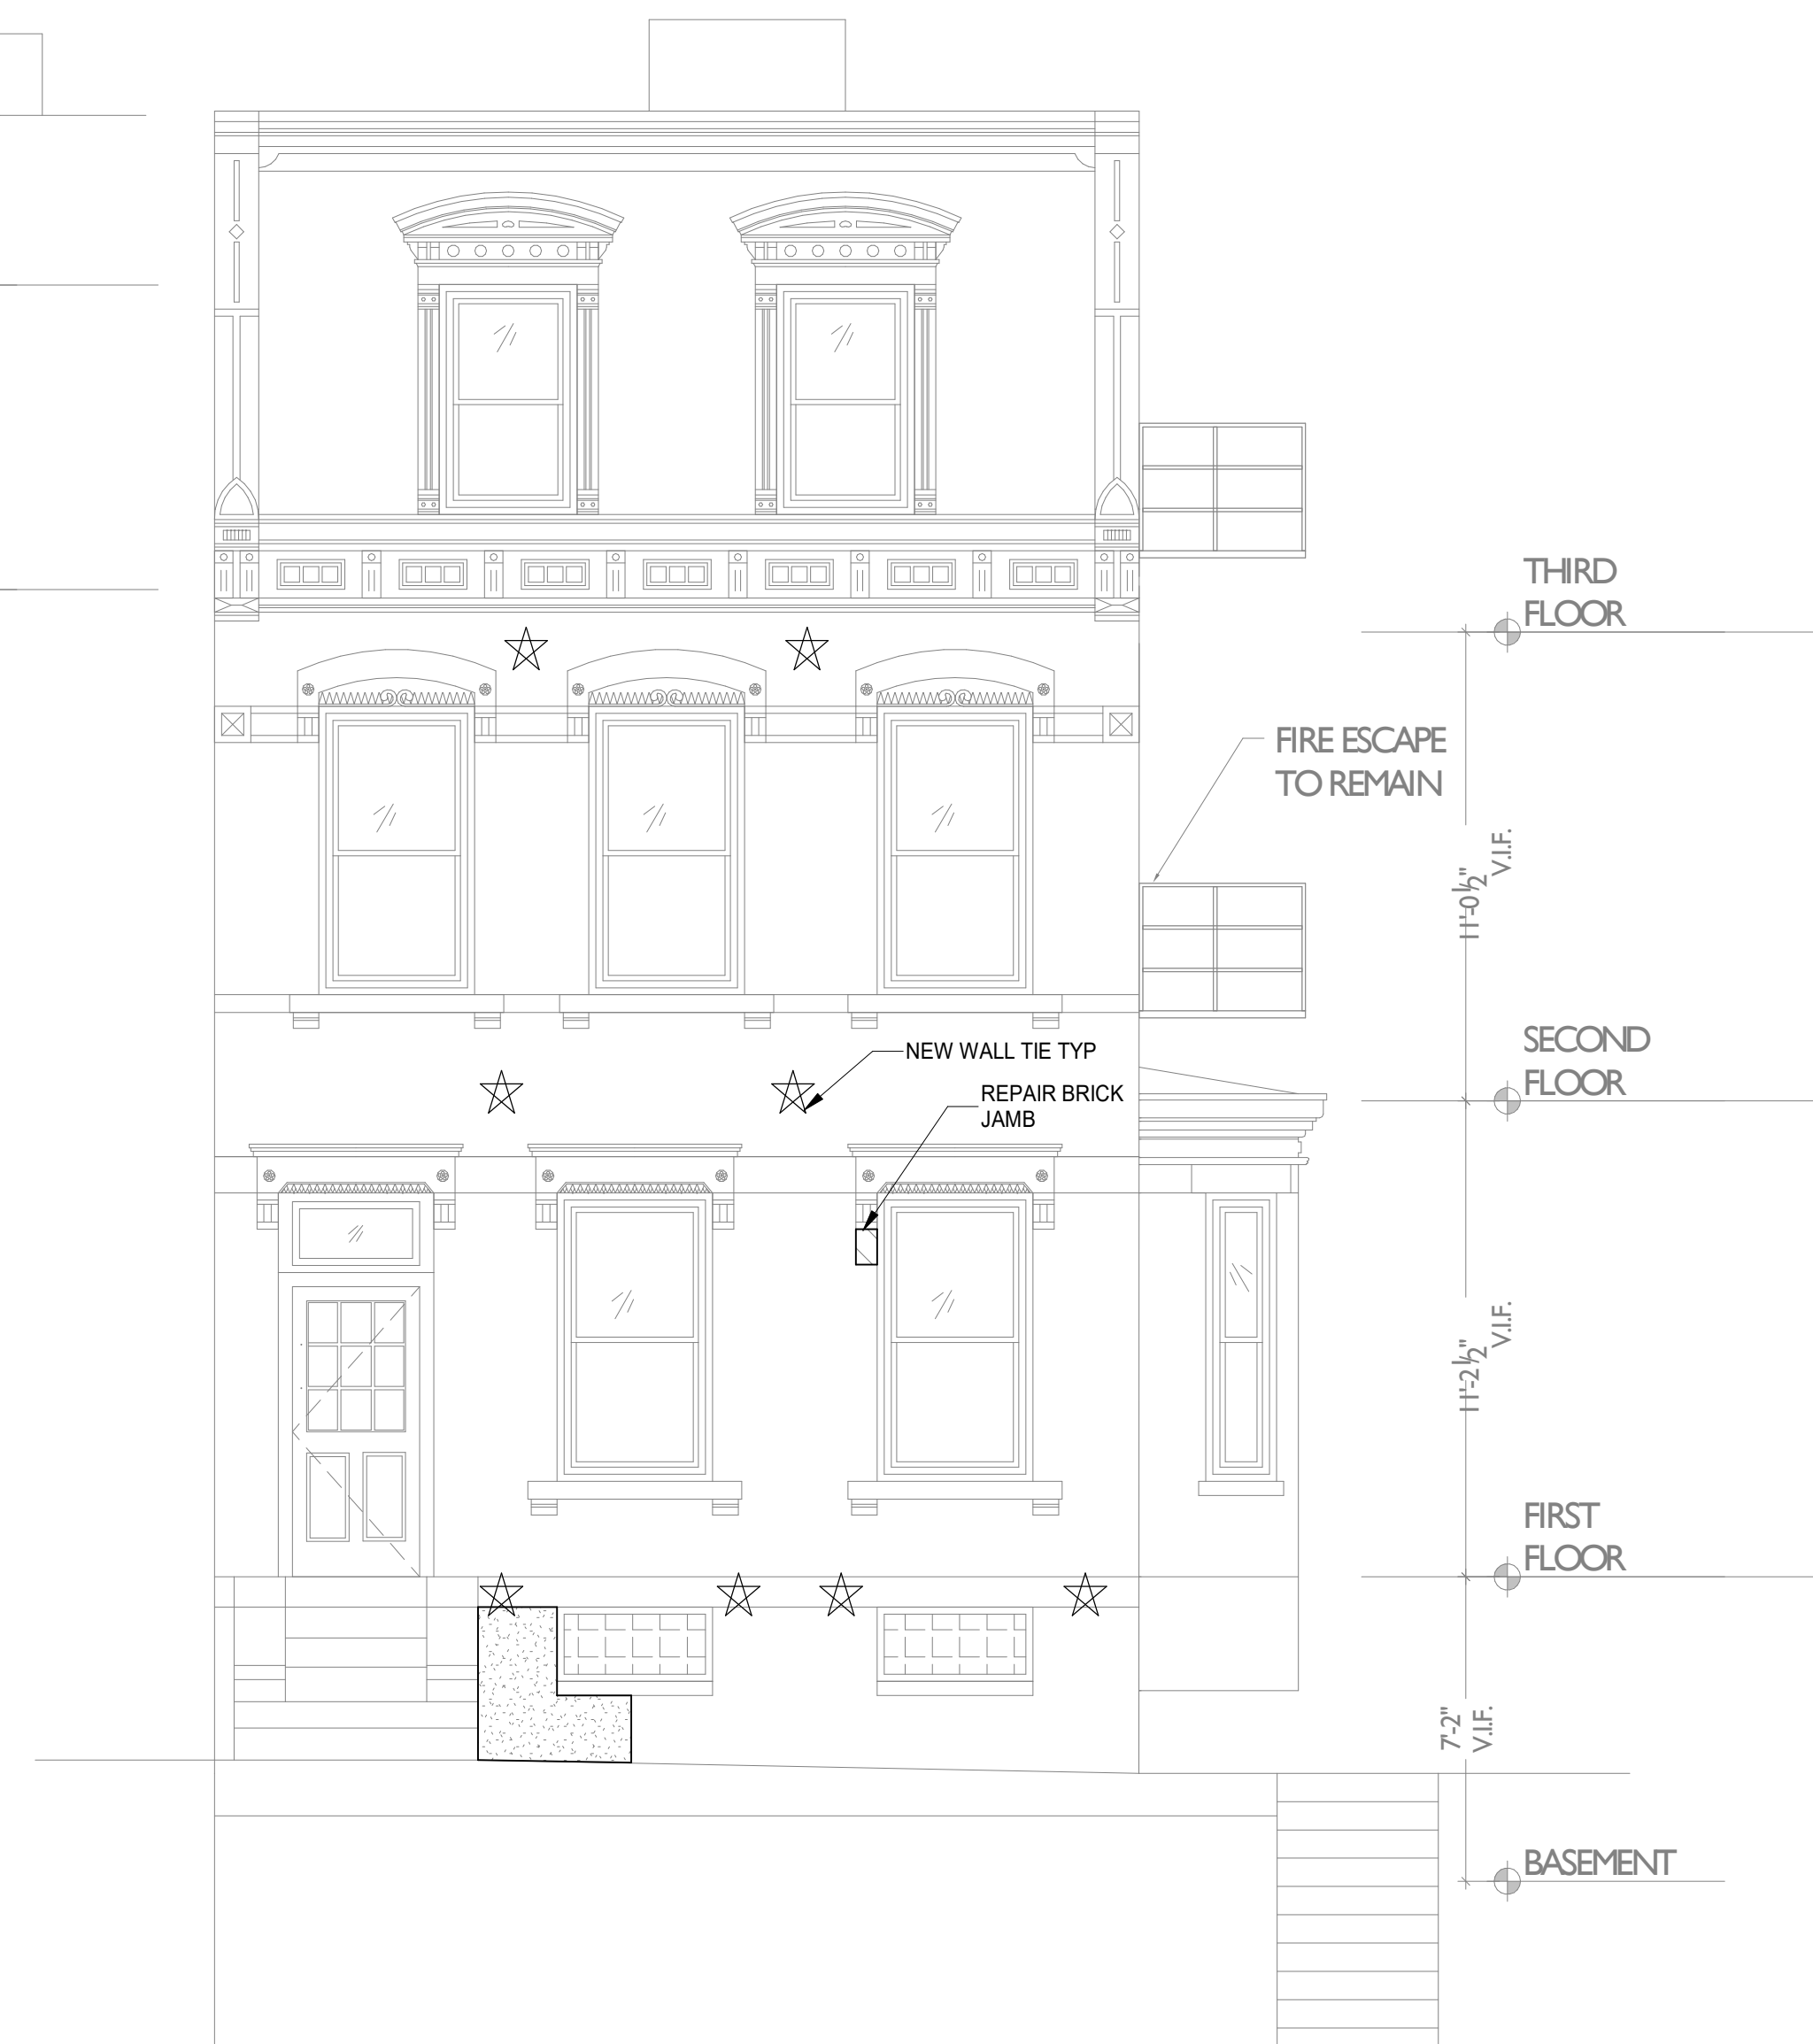 THIRD
FLOOR
FIRE ESCAPE
TO REMAIN
11'-0½"
V.I.F.
SECOND
FLOOR
NEW WALL TIE TYP
REPAIR BRICK
JAMB
11'-2½"
V.I.F.
FIRST
FLOOR
7'-2"
V.I.F.
BASEMENT